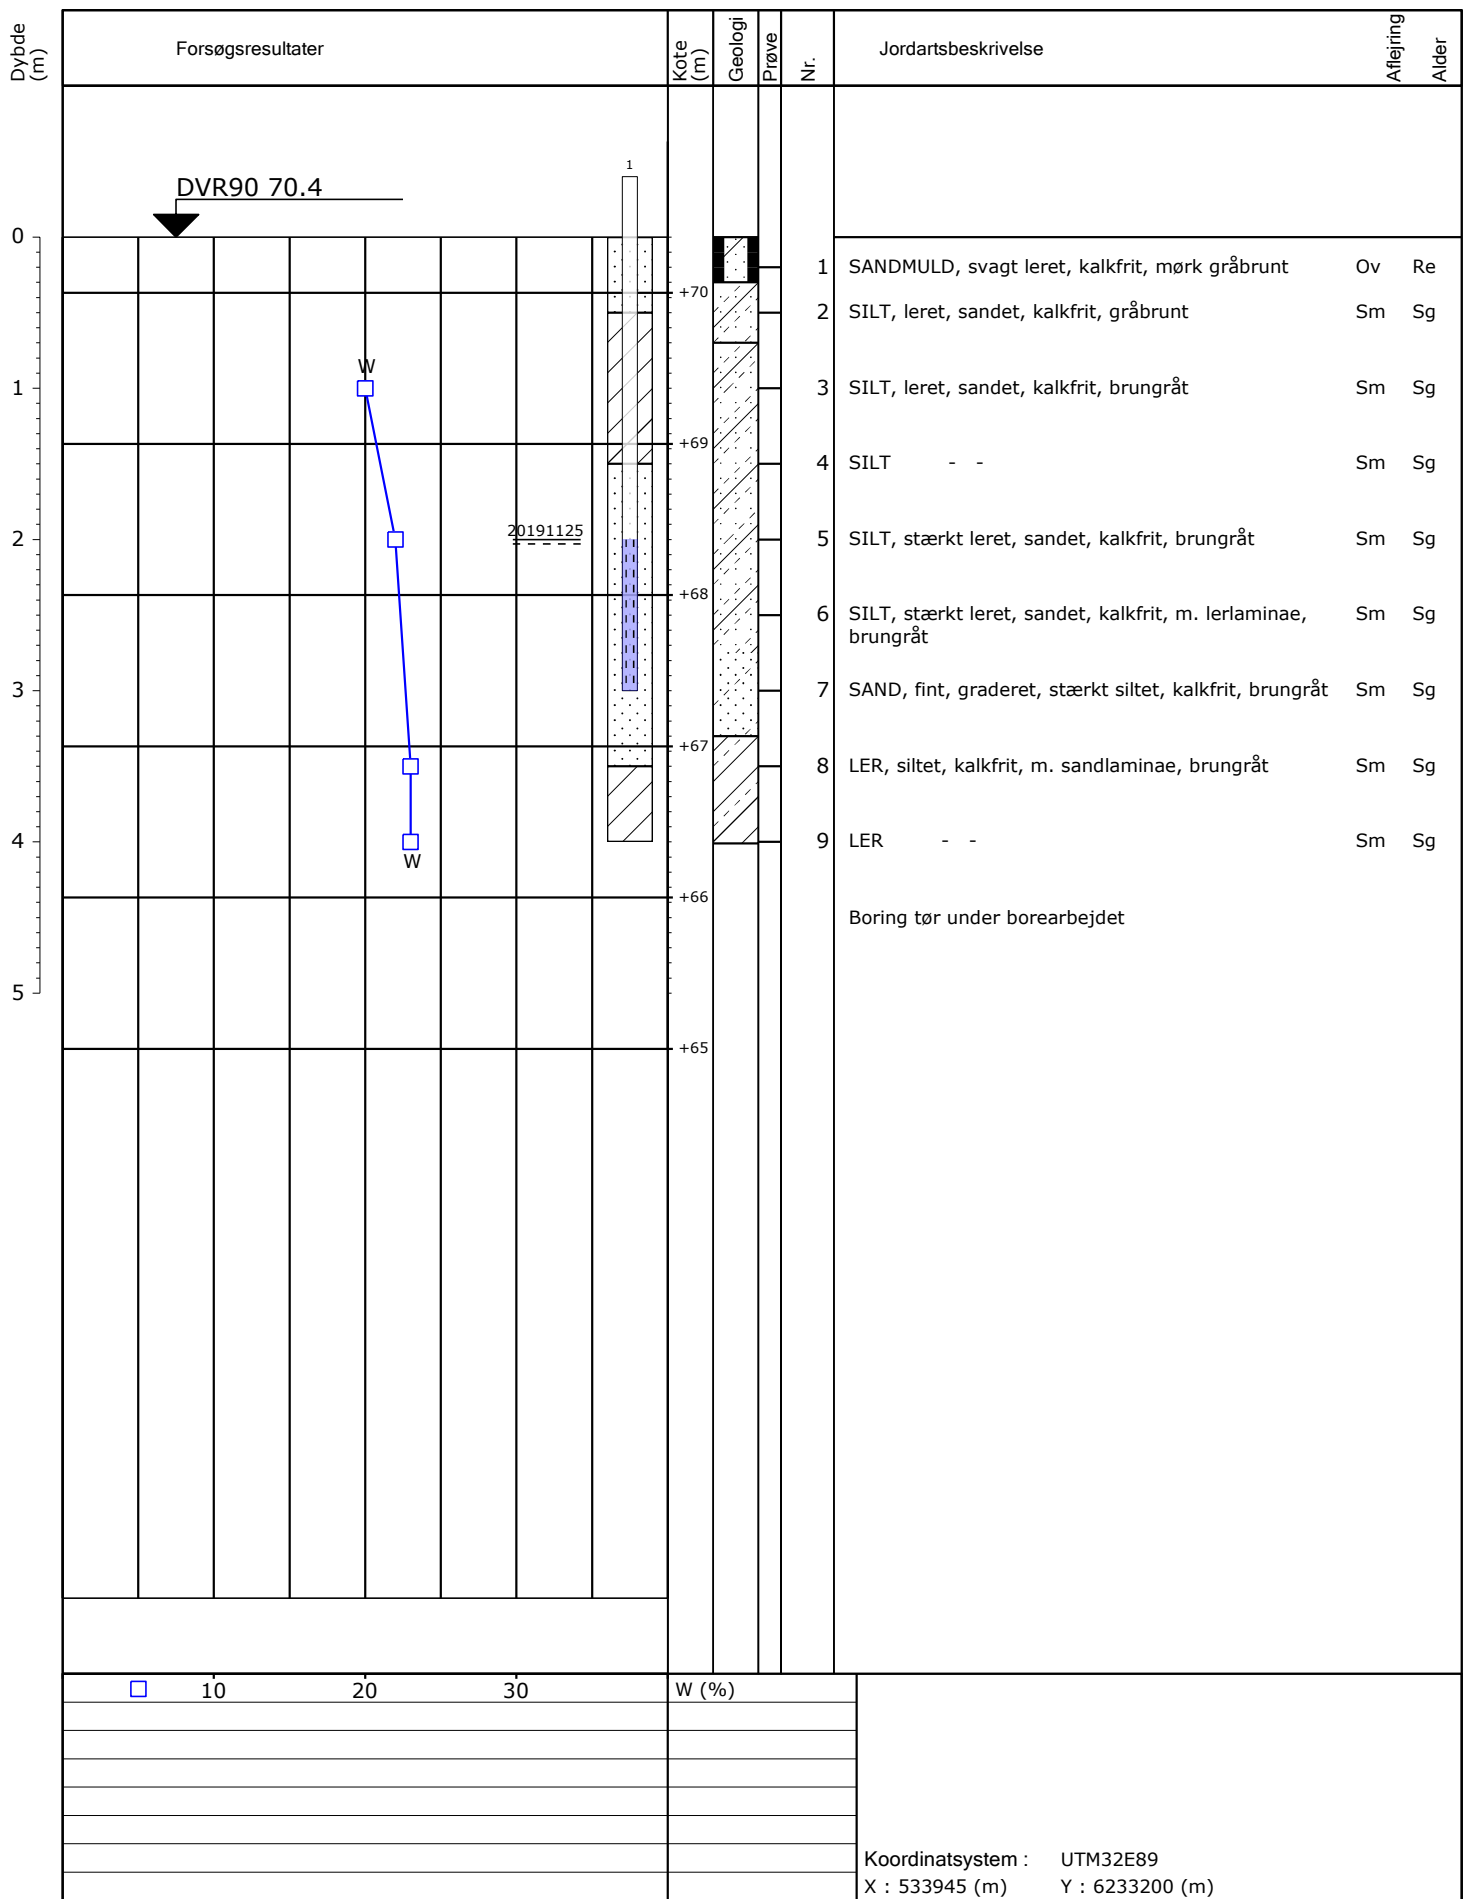 Dybde (m)
Forsøgsresultater
Kote (m)
Geologi
Prøve
Nr.
Jordartsbeskrivelse
Aflejring
Alder
1
DVR90 70.4
0
1 SANDMULD, svagt leret, kalkfrit, mørk gråbrunt Ov Re
+70
2 SILT, leret, sandet, kalkfrit, gråbrunt Sm Sg
W
1
3 SILT, leret, sandet, kalkfrit, brungråt Sm Sg
+69
4 SILT - - Sm Sg
20191125
2
5 SILT, stærkt leret, sandet, kalkfrit, brungråt Sm Sg
+68
6 SILT, stærkt leret, sandet, kalkfrit, m. lerlaminae, Sm Sg
brungråt
3
7 SAND, fint, graderet, stærkt siltet, kalkfrit, brungråt Sm Sg
+67
8 LER, siltet, kalkfrit, m. sandlaminae, brungråt Sm Sg
4
9 LER - - Sm Sg
W
+66
Boring tør under borearbejdet
5
+65
10 20 30 W (%)
Koordinatsystem : UTM32E89
X : 533945 (m) Y : 6233200 (m)